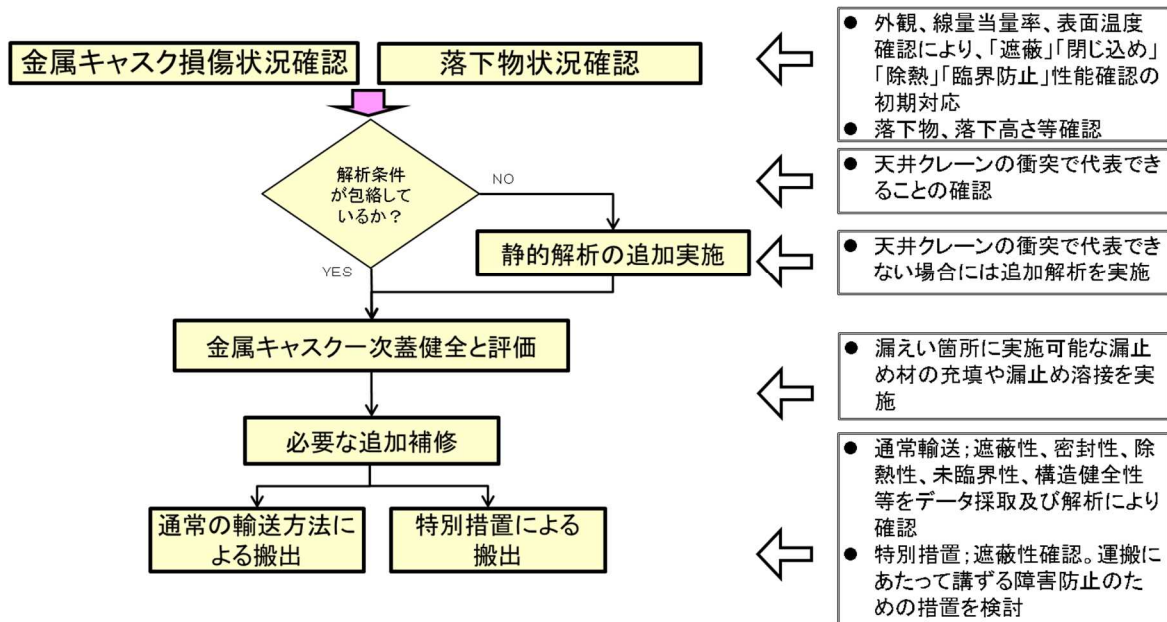 金属キャスク損傷状況確認
落下物状況確認
● 外観、線量当量率、表面温度
確認により、「遮蔽」「閉じ込め」
「除熱」「臨界防止」性能確認の
初期対応
● 落下物、落下高さ等確認
解析条件
が包絡して
いるか？
NO
YES
● 天井クレーンの衝突で代表でき
ることの確認
静的解析の追加実施
● 天井クレーンの衝突で代表でき
ない場合には追加解析を実施
金属キャスク一次蓋健全と評価
● 漏えい箇所に実施可能な漏止
め材の充填や漏止め溶接を実
施
必要な追加補修
通常の輸送方法に
よる搬出
特別措置による
搬出
● 通常輸送；遮蔽性、密封性、除
熱性、未臨界性、構造健全性
等をデータ採取及び解析により
確認
● 特別措置；遮蔽性確認。運搬に
あたって講ずる障害防止のた
めの措置を検討